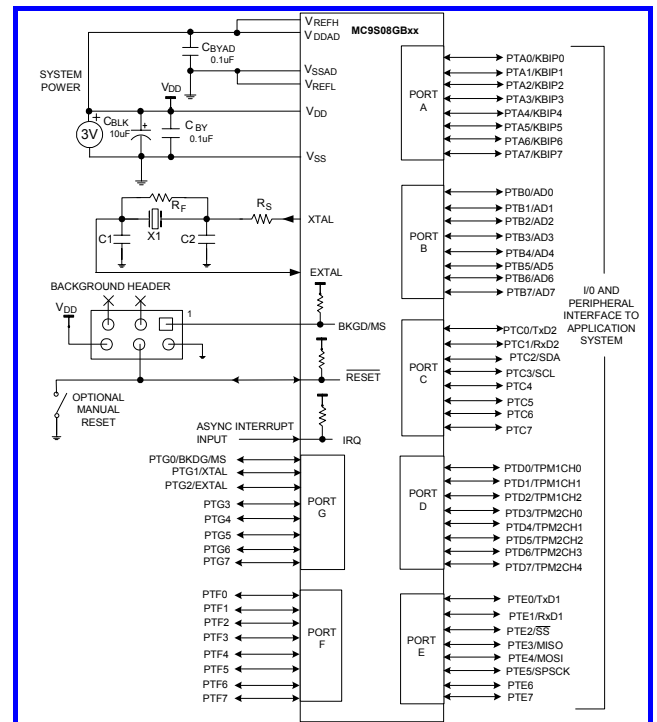 MC9S08GBxx
VREFH
VDDAD
CBYAD
0.1uF
VSSAD
VREFL
SYSTEM
POWER
VDD
VDD
3V
+
CBLK
10uF
+
CBY
0.1uF
VSS
RF
RS
XTAL
C1
X1
C2
EXTAL
BACKGROUND HEADER
VDD
1
BKGD/MS
RESET
OPTIONAL
MANUAL
RESET
ASYNC INTERRUPT
INPUT
IRQ
PTG0/BKDG/MS
PTG1/XTAL
PTG2/EXTAL
PTG3
PTG4
PTG5
PTG6
PTG7
PORT
G
PTF0
PTF1
PTF2
PTF3
PTF4
PTF5
PTF6
PTF7
PORT
F
PORT
A
PTA0/KBIP0
PTA1/KBIP1
PTA2/KBIP2
PTA3/KBIP3
PTA4/KBIP4
PTA5/KBIP5
PTA6/KBIP6
PTA7/KBIP7
PORT
B
PTB0/AD0
PTB1/AD1
PTB2/AD2
PTB3/AD3
PTB4/AD4
PTB5/AD5
PTB6/AD6
PTB7/AD7
PORT
C
PTC0/TxD2
PTC1/RxD2
PTC2/SDA
PTC3/SCL
PTC4
PTC5
PTC6
PTC7
PORT
D
PTD0/TPM1CH0
PTD1/TPM1CH1
PTD2/TPM1CH2
PTD3/TPM2CH0
PTD4/TPM2CH1
PTD5/TPM2CH2
PTD6/TPM2CH3
PTD7/TPM2CH4
PORT
E
PTE0/TxD1
PTE1/RxD1
PTE2/SS
PTE3/MISO
PTE4/MOSI
PTE5/SPSCK
PTE6
PTE7
I/0 AND
PERIPHERAL
INTERFACE TO
APPLICATION
SYSTEM